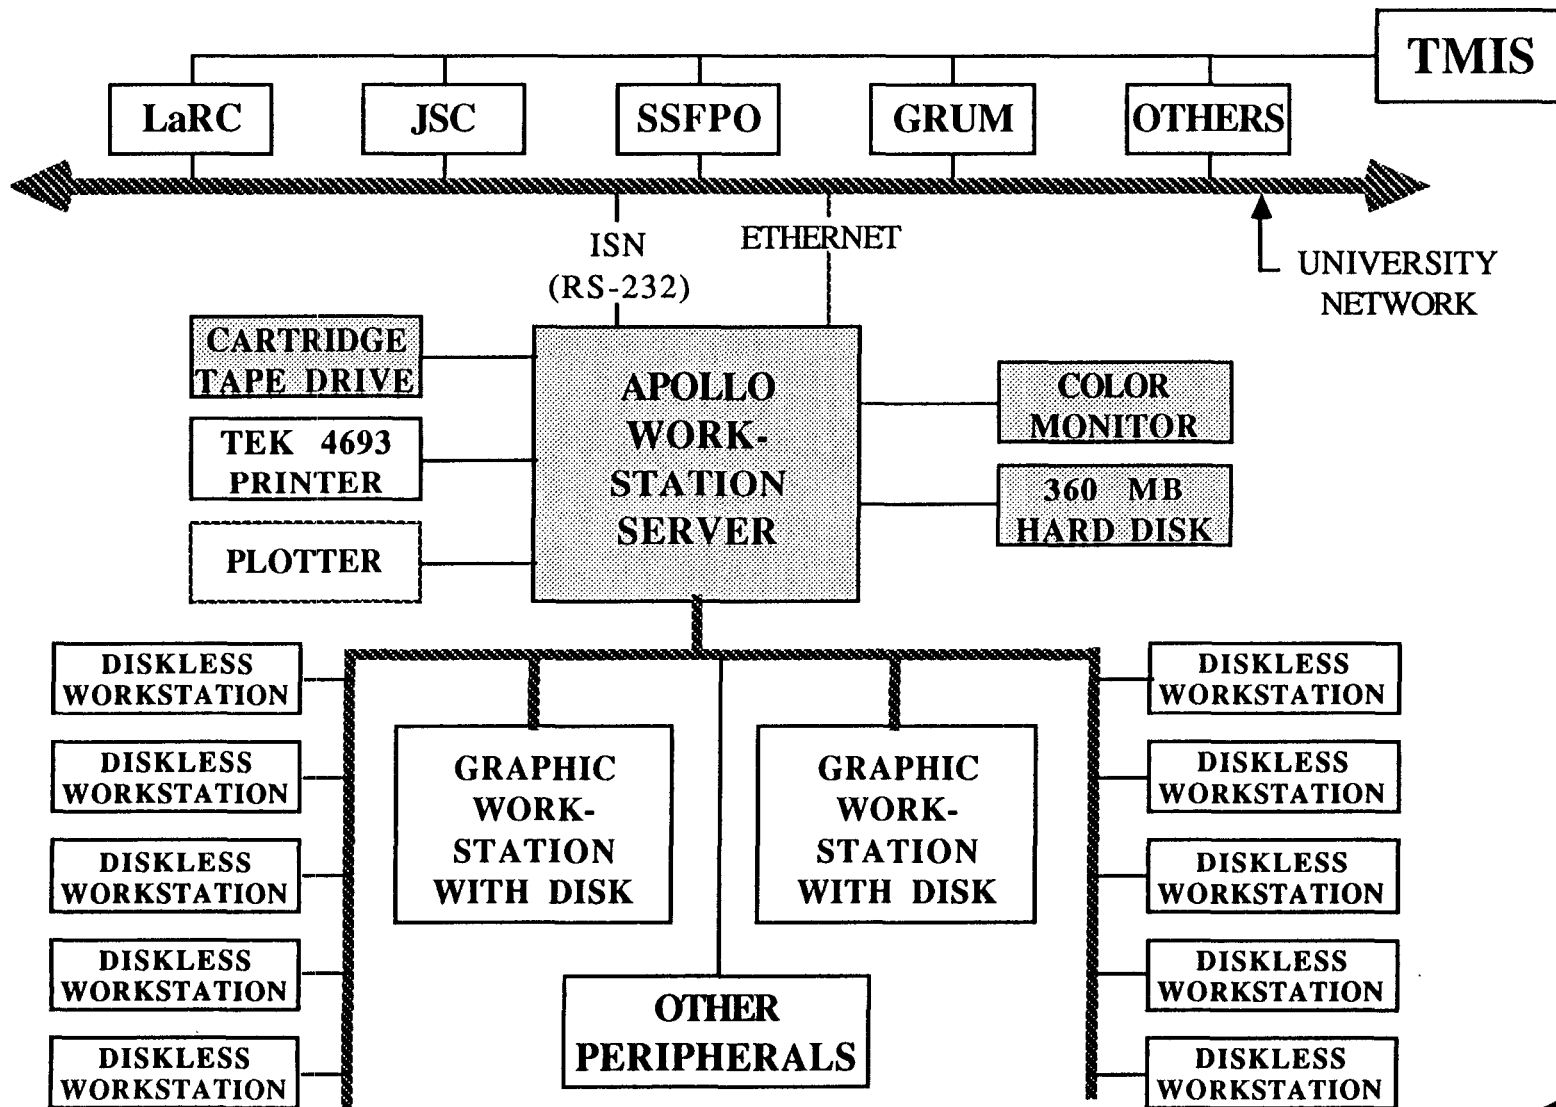 TMIS
LaRC
JSC
SSFPO
GRUM
OTHERS
ISN
(RS-232)
ETHERNET
UNIVERSITY
NETWORK
CARTRIDGE
TAPE DRIVE
TEK 4693
PRINTER
PLOTTER
APOLLO
WORK-
STATION
SERVER
COLOR
MONITOR
360 MB
HARD DISK
DISKLESS
WORKSTATION
DISKLESS
WORKSTATION
DISKLESS
WORKSTATION
DISKLESS
WORKSTATION
DISKLESS
WORKSTATION
GRAPHIC
WORK-
STATION
WITH DISK
GRAPHIC
WORK-
STATION
WITH DISK
OTHER
PERIPHERALS
DISKLESS
WORKSTATION
DISKLESS
WORKSTATION
DISKLESS
WORKSTATION
DISKLESS
WORKSTATION
DISKLESS
WORKSTATION